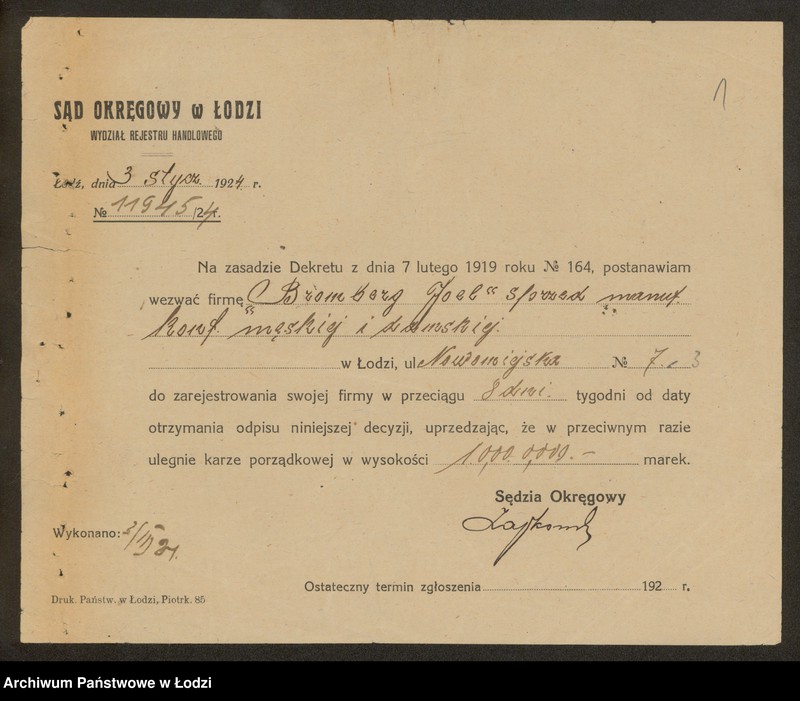 1
SĄD OKRĘGOWY w ŁODZI
WYDZIAŁ REJESTRU HANDLOWEGO
Łódź, dnia 3 stycz. 1924 r.
№ 11945/24 r.
Na zasadzie Dekretu z dnia 7 lutego 1919 roku № 164, postanawiam
wezwać firmę „Bromberg Joel" sprzed manuf.
konf. męskiej i damskiej.
w Łodzi, ul Nowomiejska № 7. 3
do zarejestrowania swojej firmy w przeciągu 8 dni. tygodni od daty
otrzymania odpisu niniejszej decyzji, uprzedzając, że w przeciwnym razie
ulegnie karze porządkowej w wysokości 10,000,000.- marek.
Sędzia Okręgowy
Wykonano:
Ostateczny termin zgłoszenia 192 r.
Druk. Państw. w Łodzi, Piotrk. 85
Archiwum Państwowe w Łodzi